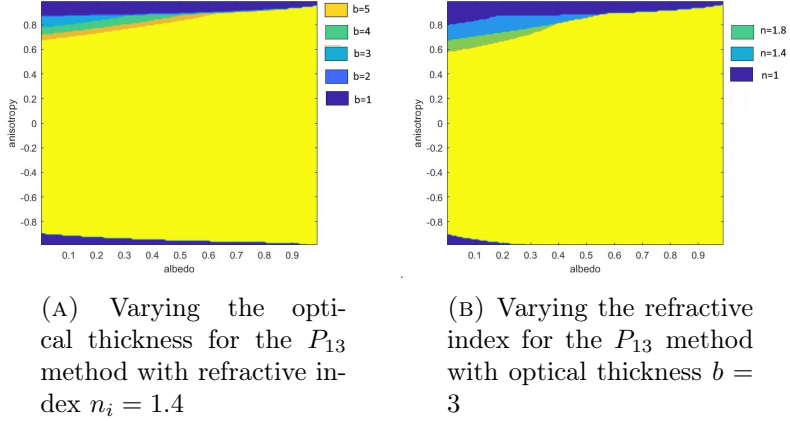 0.8
0.6
0.4
0.2
0
-0.2
-0.4
-0.6
-0.8
anisotropy
0.1 0.2 0.3 0.4 0.5 0.6 0.7 0.8 0.9
albedo
b=5
b=4
b=3
b=2
b=1
0.8
0.6
0.4
0.2
0
-0.2
-0.4
-0.6
-0.8
anisotropy
0.1 0.2 0.3 0.4 0.5 0.6 0.7 0.8 0.9
albedo
n=1.8
n=1.4
n=1
(A) Varying the opti-
cal thickness for the P₁₃
method with refractive in-
dex nᵢ = 1.4
(B) Varying the refractive
index for the P₁₃ method
with optical thickness b =
3